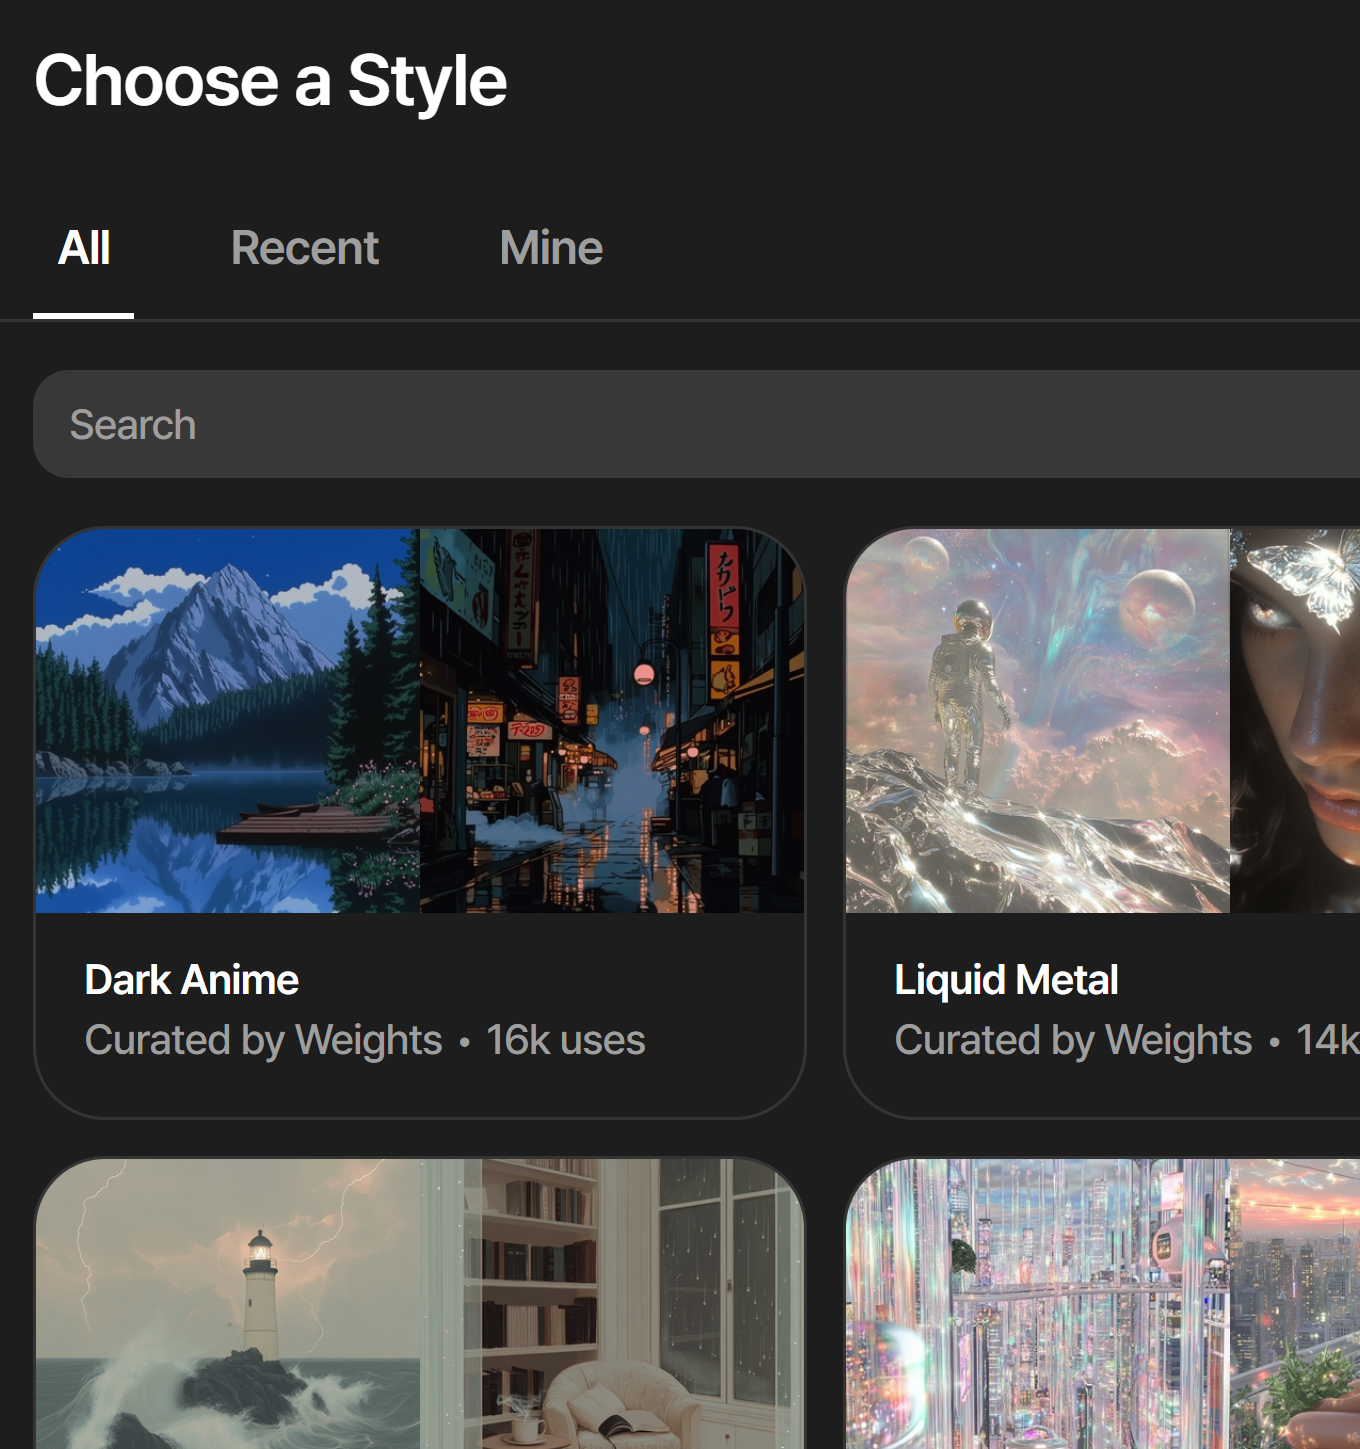 Choose a Style
All Recent Mine
Search
Dark Anime
Curated by Weights • 16k uses
Liquid Metal
Curated by Weights • 14k